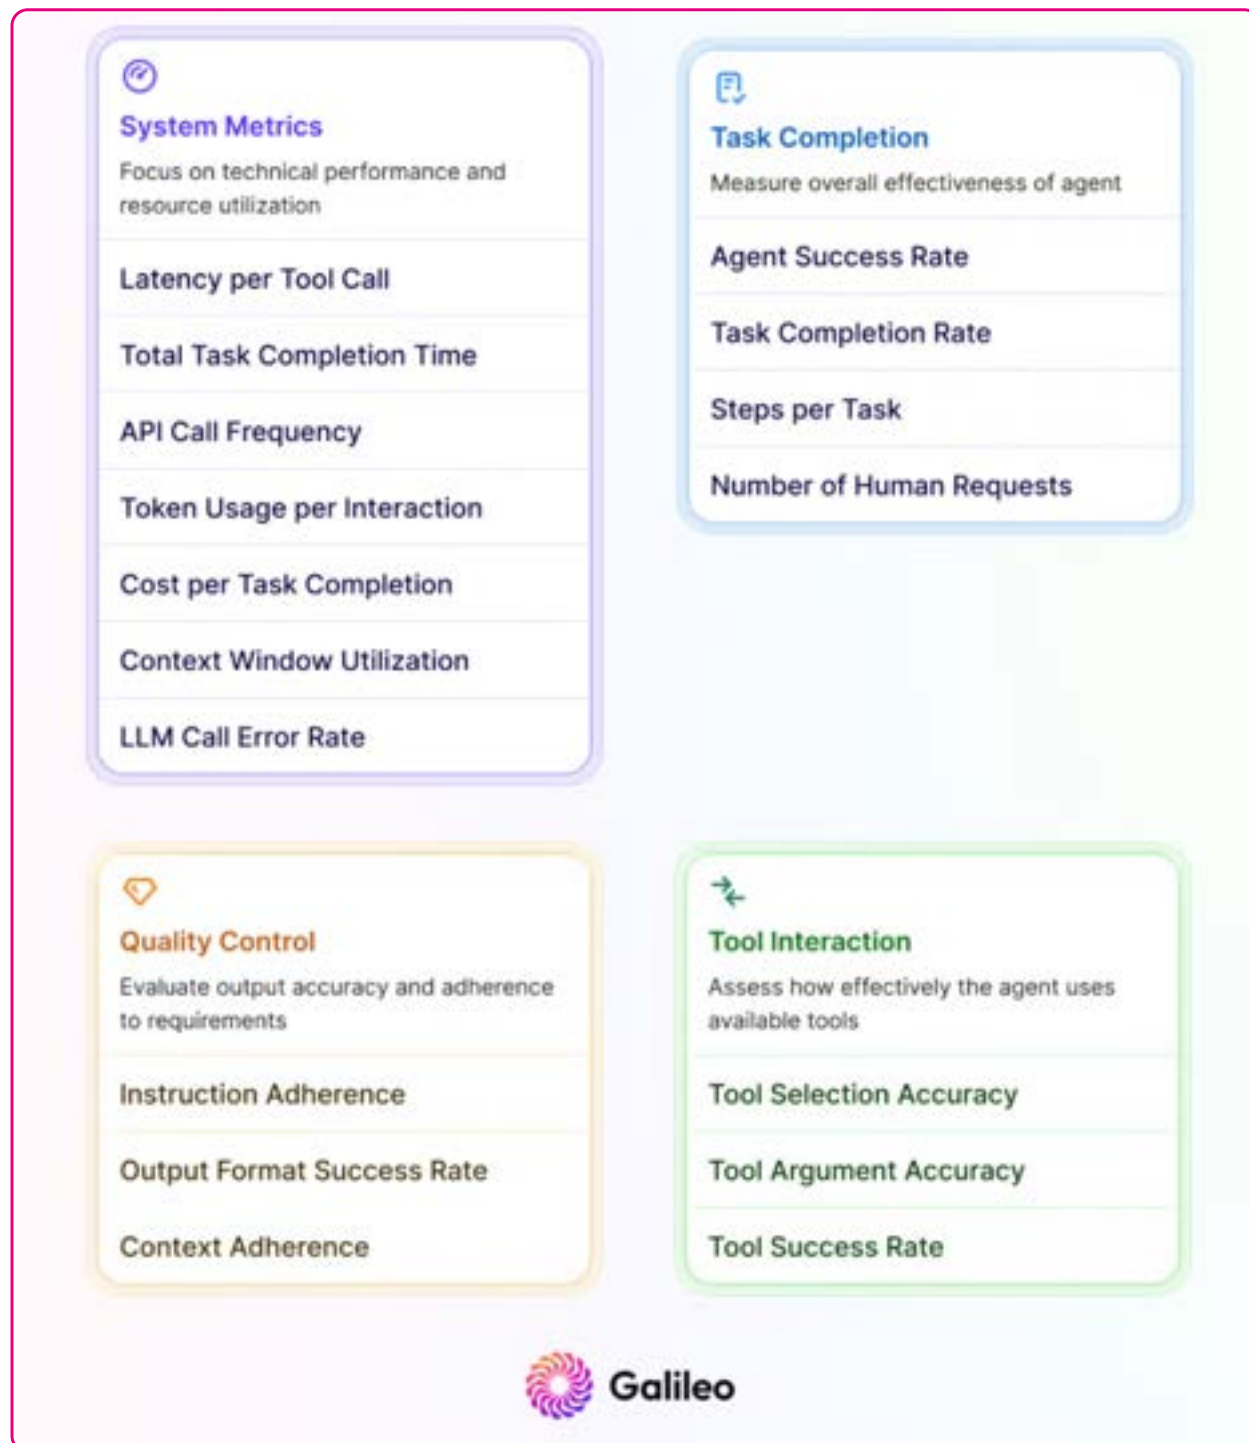 System Metrics
Focus on technical performance and
resource utilization
Latency per Tool Call
Total Task Completion Time
API Call Frequency
Token Usage per Interaction
Cost per Task Completion
Context Window Utilization
LLM Call Error Rate
Task Completion
Measure overall effectiveness of agent
Agent Success Rate
Task Completion Rate
Steps per Task
Number of Human Requests
Quality Control
Evaluate output accuracy and adherence
to requirements
Instruction Adherence
Output Format Success Rate
Context Adherence
Tool Interaction
Assess how effectively the agent uses
available tools
Tool Selection Accuracy
Tool Argument Accuracy
Tool Success Rate
Galileo